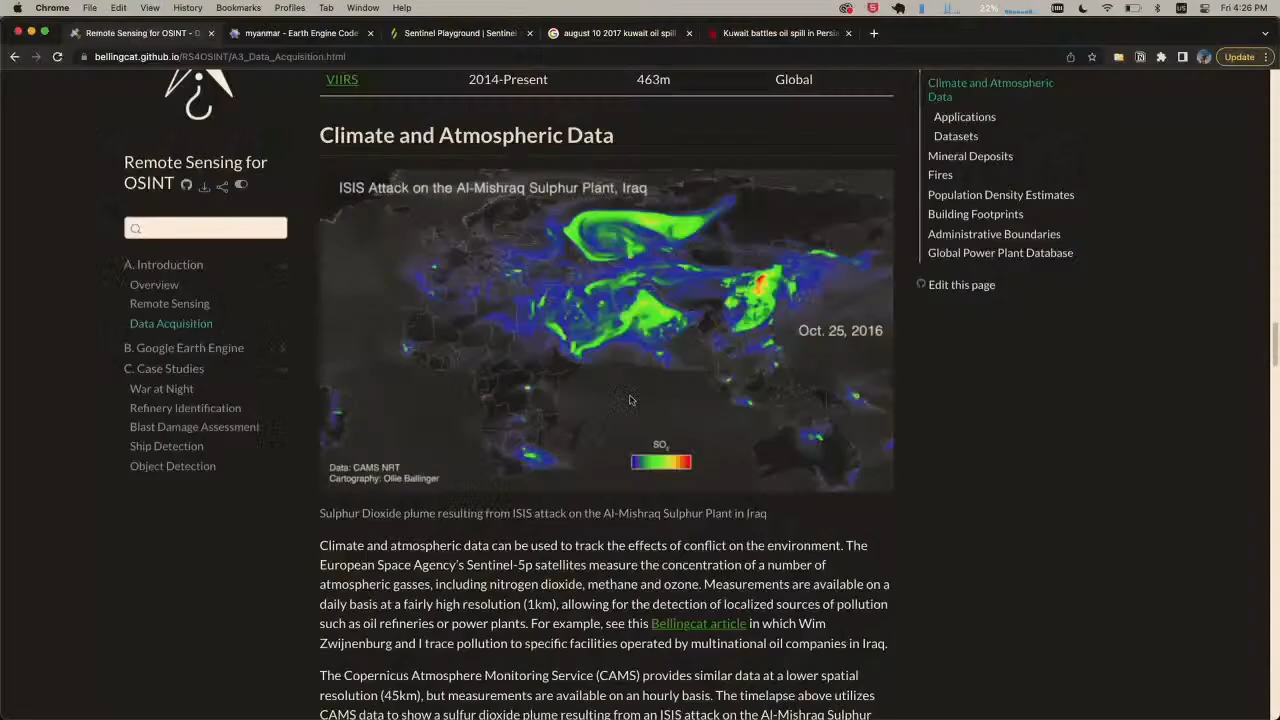 Chrome File Edit View History Bookmarks Profiles Tab Window Help 22% US Fri 4:26 PM
Remote Sensing for OSINT - D myanmar - Earth Engine Code Sentinel Playground | Sentinel august 10 2017 kuwait oil spill Kuwait battles oil spill in Persia
bellingcat.github.io/RS4OSINT/A3_Data_Acquisition.html Update
VIIRS 2014-Present 463m Global
Remote Sensing for
OSINT
A. Introduction
Overview
Remote Sensing
Data Acquisition
B. Google Earth Engine
C. Case Studies
War at Night
Refinery Identification
Blast Damage Assessment
Ship Detection
Object Detection
Climate and Atmospheric Data
ISIS Attack on the Al-Mishraq Sulphur Plant, Iraq
Oct. 25, 2016
SO
Data: CAMS NRT
Cartography: Ollie Ballinger
Sulphur Dioxide plume resulting from ISIS attack on the Al-Mishraq Sulphur Plant in Iraq
Climate and atmospheric data can be used to track the effects of conflict on the environment. The
European Space Agency's Sentinel-5p satellites measure the concentration of a number of
atmospheric gasses, including nitrogen dioxide, methane and ozone. Measurements are available on a
daily basis at a fairly high resolution (1km), allowing for the detection of localized sources of pollution
such as oil refineries or power plants. For example, see this Bellingcat article in which Wim
Zwijnenburg and I trace pollution to specific facilities operated by multinational oil companies in Iraq.
The Copernicus Atmosphere Monitoring Service (CAMS) provides similar data at a lower spatial
resolution (45km), but measurements are available on an hourly basis. The timelapse above utilizes
CAMS data to show a sulfur dioxide plume resulting from an ISIS attack on the Al-Mishraq Sulphur
Climate and Atmospheric
Data
Applications
Datasets
Mineral Deposits
Fires
Population Density Estimates
Building Footprints
Administrative Boundaries
Global Power Plant Database
Edit this page